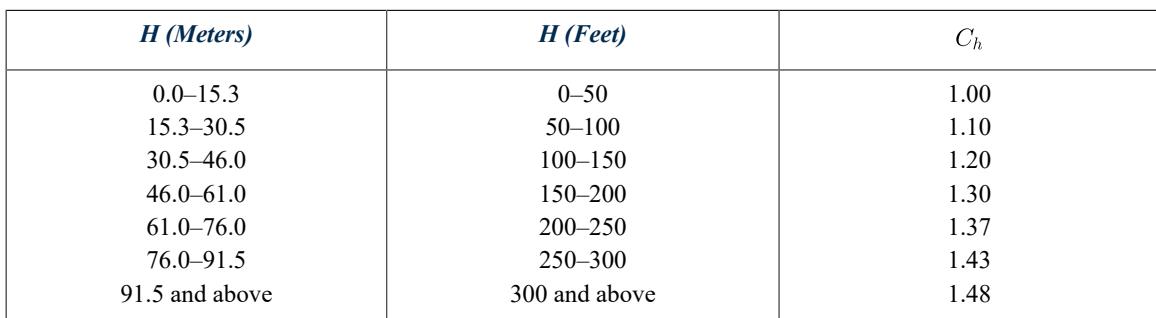 H (Meters) H (Feet) C_h
0.0–15.3 0–50 1.00
15.3–30.5 50–100 1.10
30.5–46.0 100–150 1.20
46.0–61.0 150–200 1.30
61.0–76.0 200–250 1.37
76.0–91.5 250–300 1.43
91.5 and above 300 and above 1.48